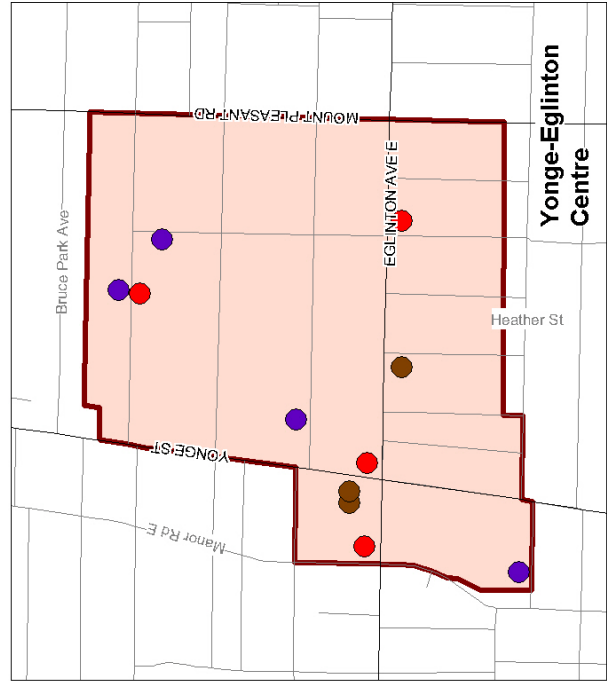 Yonge-Eglinton
Centre
MOUNT PLEASANT RD
EGLINTON AVE E
Bruce Park Ave
Heather St
YONGE ST
Manor Rd E